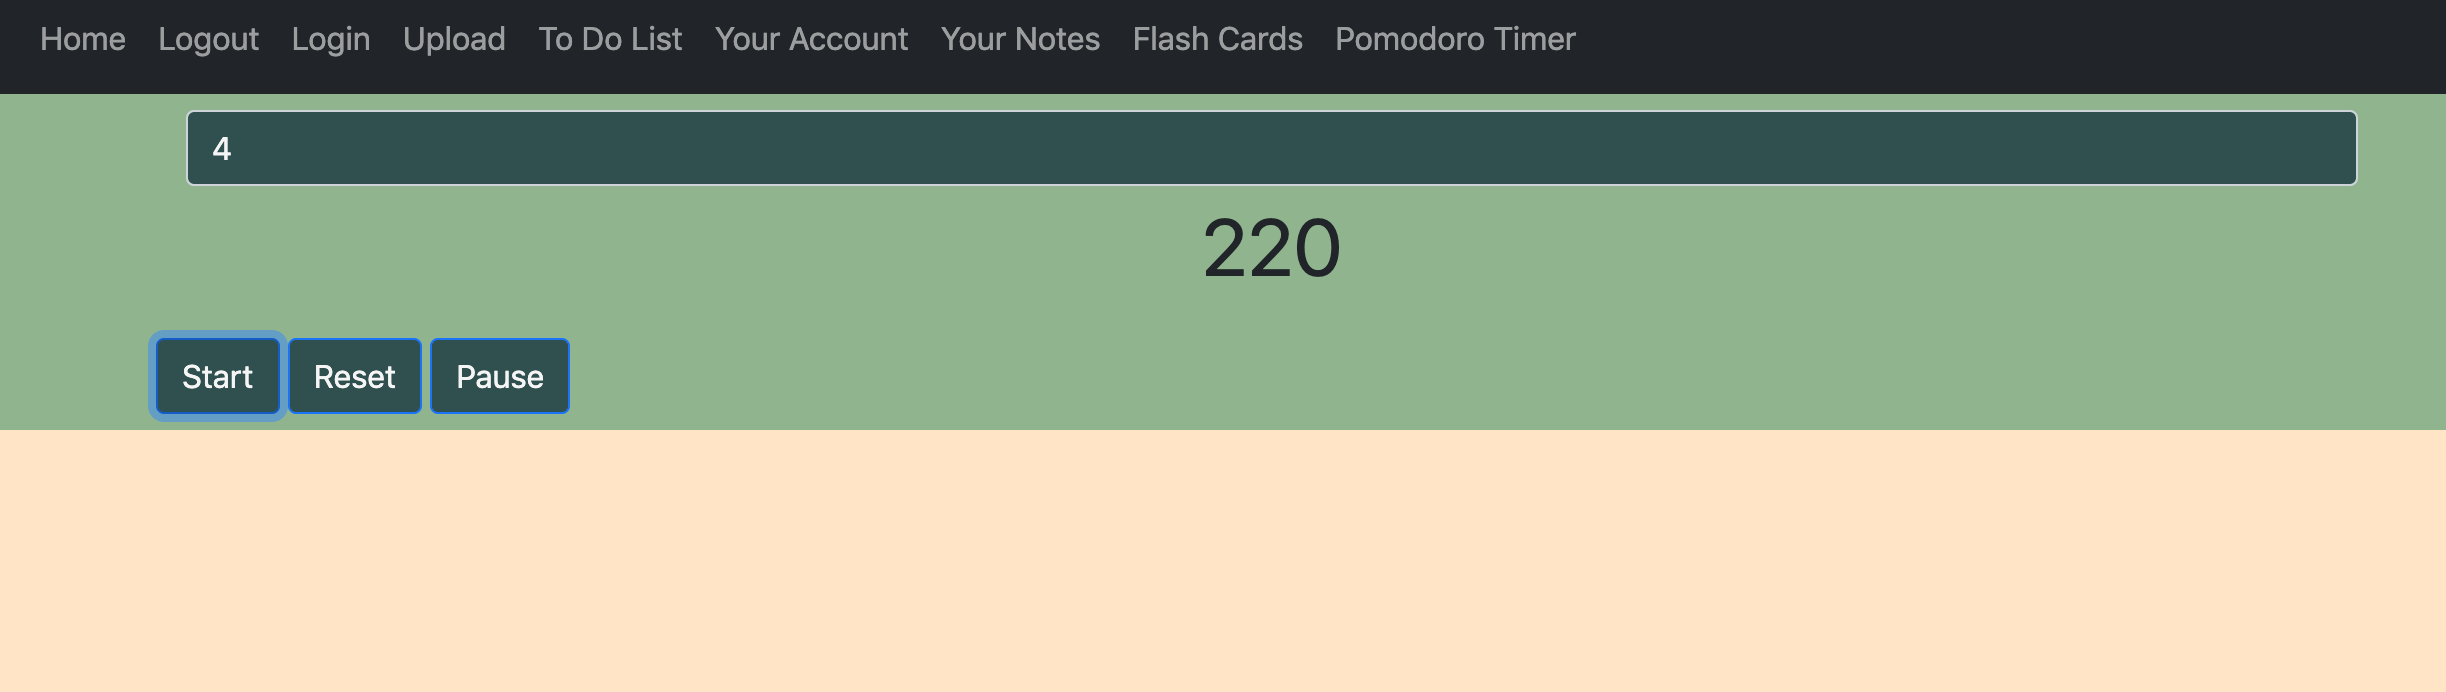 Home Logout Login Upload To Do List Your Account Your Notes Flash Cards Pomodoro Timer
4
220
Start Reset Pause